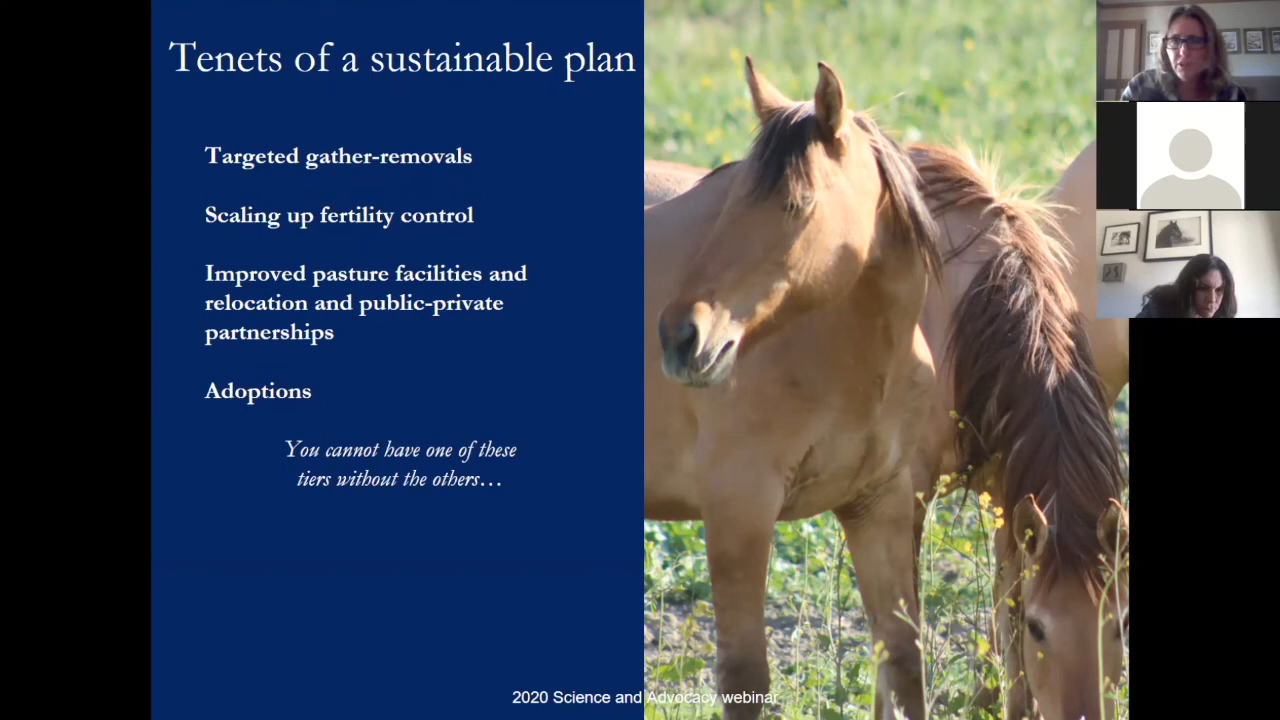 Tenets of a sustainable plan
Targeted gather-removals
Scaling up fertility control
Improved pasture facilities and
relocation and public-private
partnerships
Adoptions
You cannot have one of these
tiers without the others…
2020 Science and Advocacy webinar